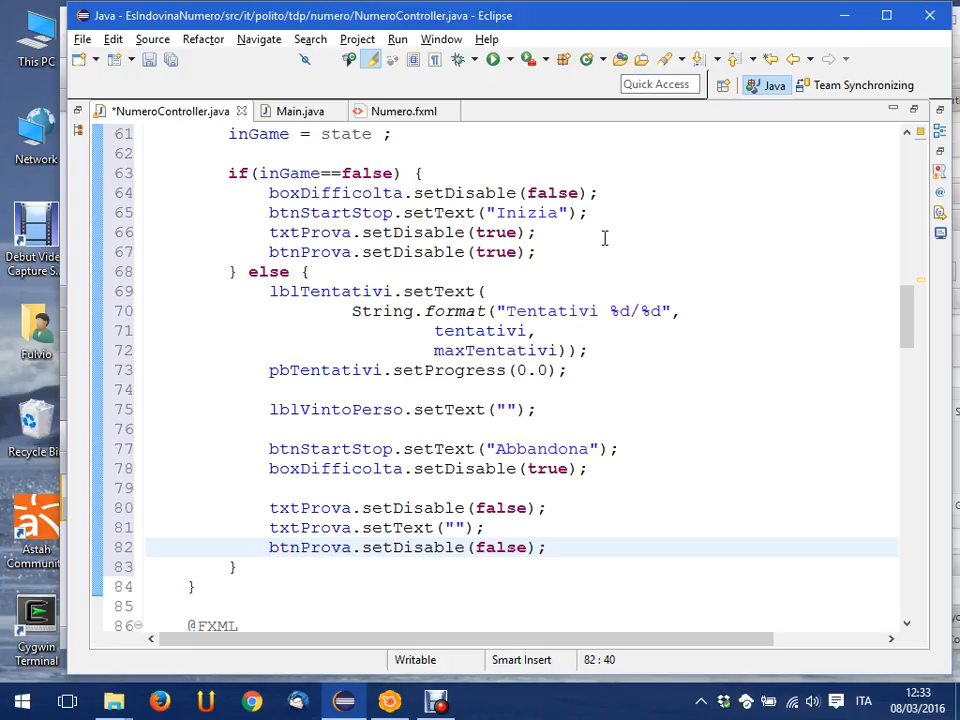 This PC
Network
Debut Video
Capture S...
Fulvio
Recycle Bin
Astah
Communit...
Cygwin
Terminal
Java - EsIndovinaNumero/src/it/polito/tdp/numero/NumeroController.java - Eclipse
File Edit Source Refactor Navigate Search Project Run Window Help
Quick Access Java Team Synchronizing
*NumeroController.java Main.java Numero.fxml
61 inGame = state ;
62
63 if(inGame==false) {
64 boxDifficolta.setDisable(false);
65 btnStartStop.setText("Inizia");
66 txtProva.setDisable(true);
67 btnProva.setDisable(true);
68 } else {
69 lblTentativi.setText(
70 String.format("Tentativi %d/%d",
71 tentativi,
72 maxTentativi));
73 pbTentativi.setProgress(0.0);
74
75 lblVintoPerso.setText("");
76
77 btnStartStop.setText("Abbandona");
78 boxDifficolta.setDisable(true);
79
80 txtProva.setDisable(false);
81 txtProva.setText("");
82 btnProva.setDisable(false);
83 }
84 }
85
86 @FXML
Writable Smart Insert 82 : 40
ITA
12:33
08/03/2016